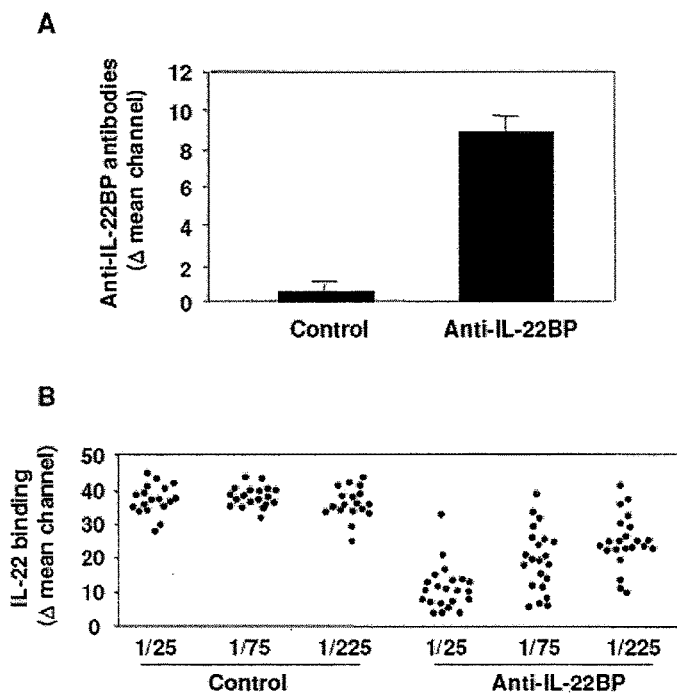 A
Anti-IL-22BP antibodies
(Δ mean channel)
12
10
8
6
4
2
0
Control
Anti-IL-22BP
B
IL-22 binding
(Δ mean channel)
50
40
30
20
10
0
1/25 1/75 1/225 1/25 1/75 1/225
Control Anti-IL-22BP